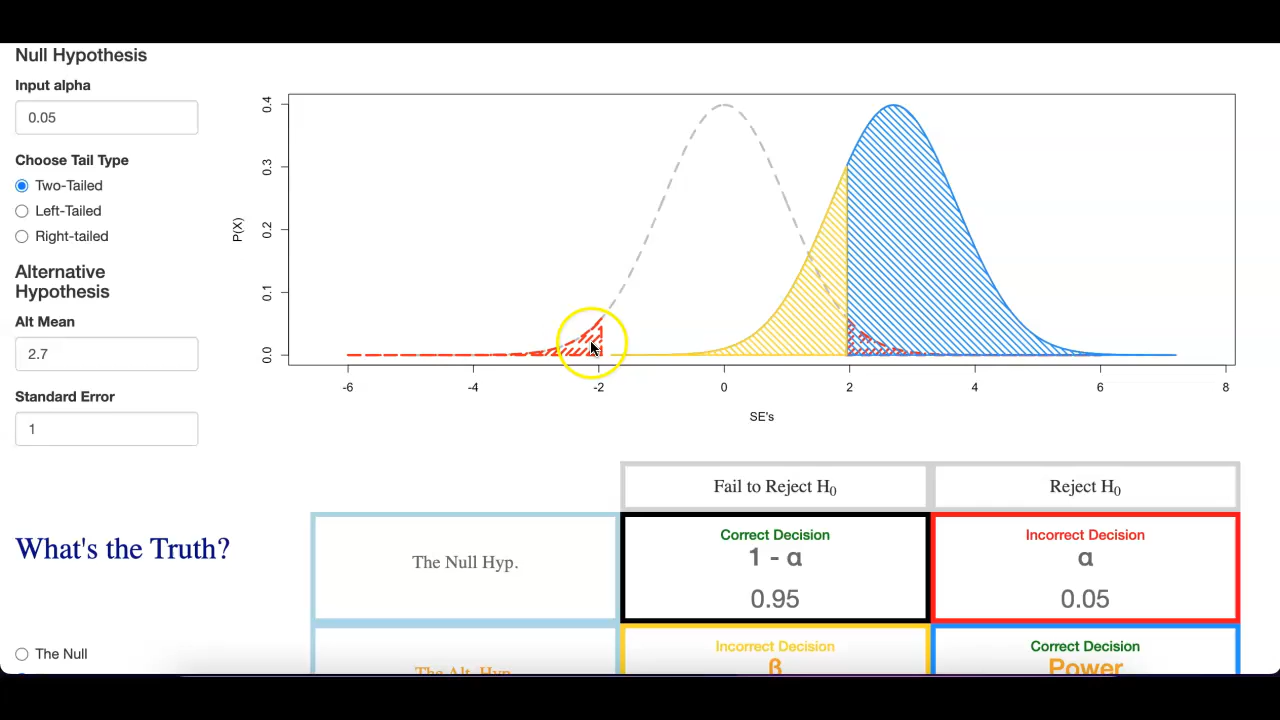 Null Hypothesis
Input alpha
0.05
Choose Tail Type
Two-Tailed
Left-Tailed
Right-tailed
Alternative
Hypothesis
Alt Mean
2.7
Standard Error
1
P(X)
0.4
0.3
0.2
0.1
0.0
-6 -4 -2 0 2 4 6 8
SE's
Fail to Reject H0 Reject H0
What's the Truth?
The Null Hyp.
Correct Decision
1 - α
0.95
Incorrect Decision
α
0.05
The Null
The Alt. Hyp.
Incorrect Decision
β
Correct Decision
Power